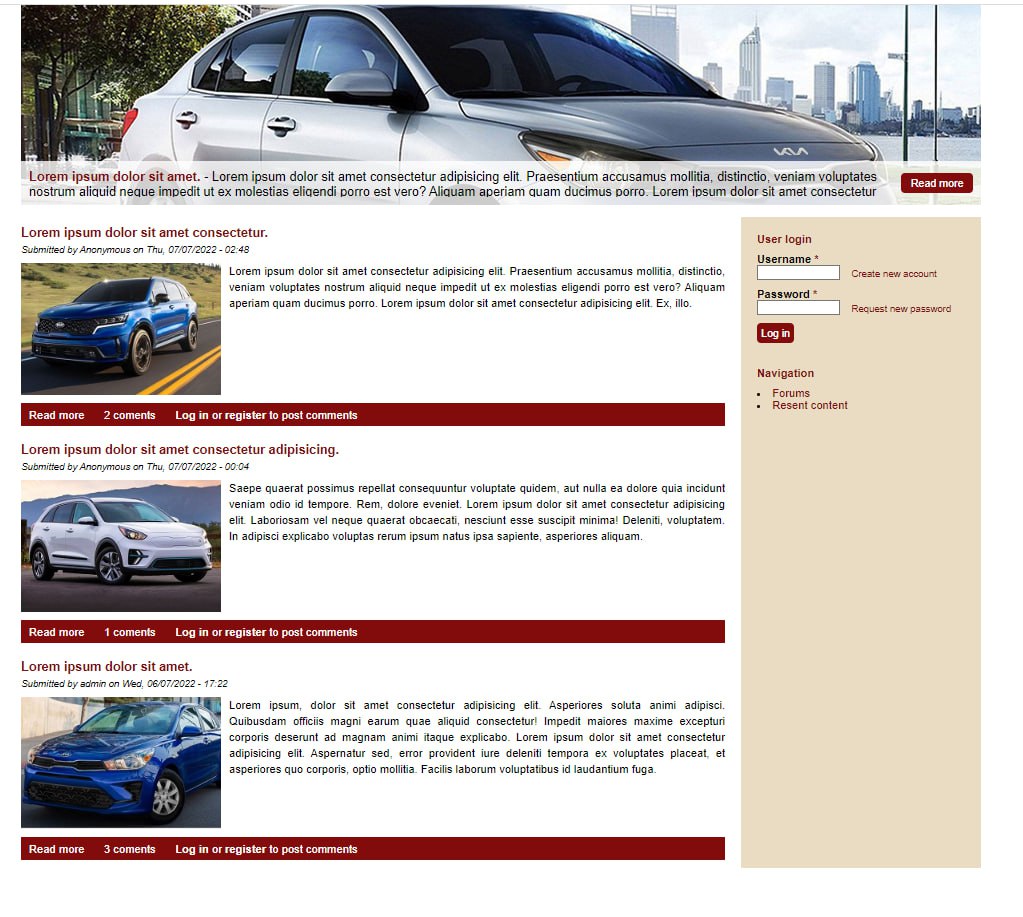 Lorem ipsum dolor sit amet. - Lorem ipsum dolor sit amet consectetur adipisicing elit. Praesentium accusamus mollitia, distinctio, veniam voluptates
nostrum aliquid neque impedit ut ex molestias eligendi porro est vero? Aliquam aperiam quam ducimus porro. Lorem ipsum dolor sit amet consectetur
Read more
Lorem ipsum dolor sit amet consectetur.
Submitted by Anonymous on Thu, 07/07/2022 - 02:48
Lorem ipsum dolor sit amet consectetur adipisicing elit. Praesentium accusamus mollitia, distinctio,
veniam voluptates nostrum aliquid neque impedit ut ex molestias eligendi porro est vero? Aliquam
aperiam quam ducimus porro. Lorem ipsum dolor sit amet consectetur adipisicing elit. Ex, illo.
Read more 2 coments Log in or register to post comments
Lorem ipsum dolor sit amet consectetur adipisicing.
Submitted by Anonymous on Thu, 07/07/2022 - 00:04
Saepe quaerat possimus repellat consequuntur voluptate quidem, aut nulla ea dolore quia incidunt
veniam odio id tempore. Rem, dolore eveniet. Lorem ipsum dolor sit amet consectetur adipisicing
elit. Laboriosam vel neque quaerat obcaecati, nesciunt esse suscipit minima! Deleniti, voluptatem.
In adipisci explicabo voluptas rerum ipsum natus ipsa sapiente, asperiores aliquam.
Read more 1 coments Log in or register to post comments
Lorem ipsum dolor sit amet.
Submitted by admin on Wed, 06/07/2022 - 17:22
Lorem ipsum, dolor sit amet consectetur adipisicing elit. Asperiores soluta animi adipisci.
Quibusdam officiis magni earum quae aliquid consectetur! Impedit maiores maxime excepturi
corporis deserunt ad magnam animi itaque explicabo. Lorem ipsum dolor sit amet consectetur
adipisicing elit. Aspernatur sed, error provident iure deleniti tempora ex voluptates placeat, et
asperiores quo corporis, optio mollitia. Facilis laborum voluptatibus id laudantium fuga.
Read more 3 coments Log in or register to post comments
User login
Username *
Create new account
Password *
Request new password
Log in
Navigation
Forums
Resent content